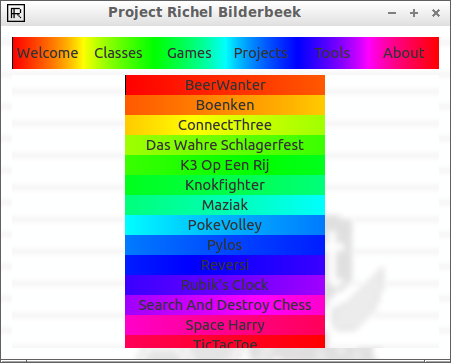 Project Richel Bilderbeek
Welcome Classes Games Projects Tools About
BeerWanter
Boenken
ConnectThree
Das Wahre Schlagerfest
K3 Op Een Rij
Knokfighter
Maziak
PokeVolley
Pylos
Reversi
Rubik's Clock
Search And Destroy Chess
Space Harry
TicTacToe